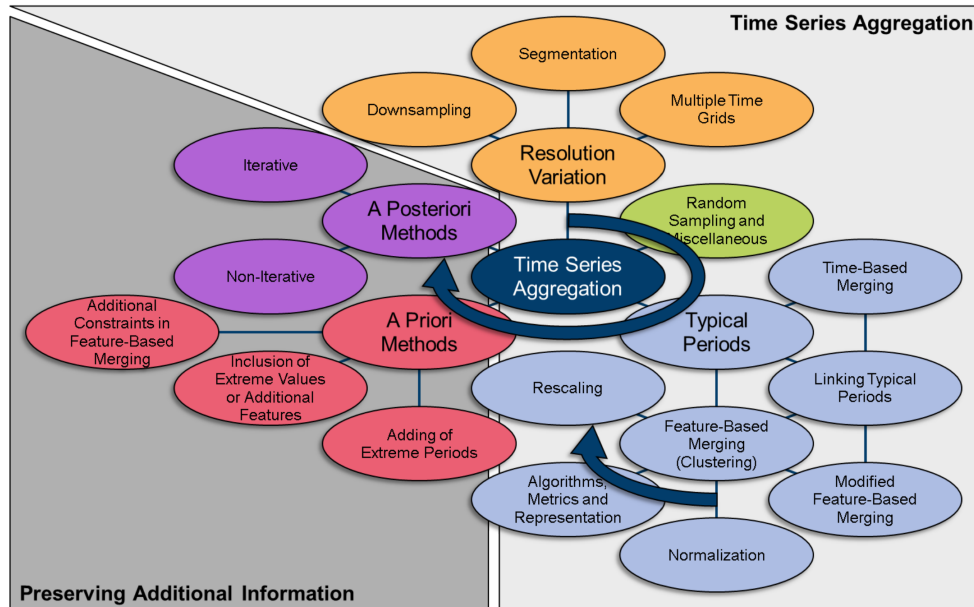 Time Series Aggregation
Segmentation
Downsampling
Multiple Time
Grids
Resolution
Variation
Iterative
A Posteriori
Methods
Random
Sampling and
Miscellaneous
Non-Iterative
Time Series
Aggregation
Time-Based
Merging
Additional
Constraints in
Feature-Based
Merging
A Priori
Methods
Typical
Periods
Inclusion of
Extreme Values
or Additional
Features
Rescaling
Linking Typical
Periods
Adding of
Extreme Periods
Feature-Based
Merging
(Clustering)
Algorithms,
Metrics and
Representation
Modified
Feature-Based
Merging
Normalization
Preserving Additional Information